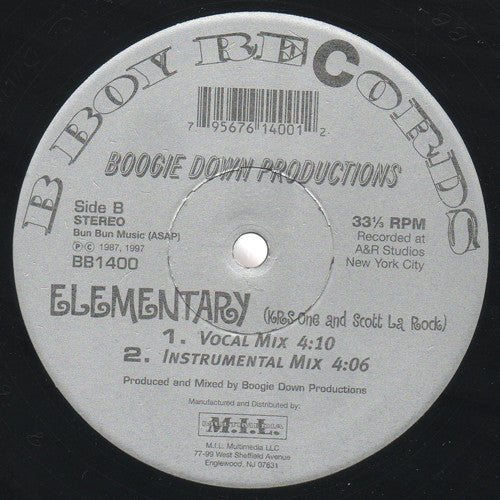 B BOY RECORDS
7 95676 14001 2
BOOGIE DOWN PRODUCTIONS
Side B
STEREO
Bun Bun Music (ASAP)
℗ © 1987, 1997
BB1400
33⅓ RPM
Recorded at
A&R Studios
New York City
ELEMENTARY (KRS-One and Scott La Rock)
1. VOCAL MIX 4:10
2. INSTRUMENTAL MIX 4:06
Produced and Mixed by Boogie Down Productions
Manufactured and Distributed by:
M.I.L.
M.I.L. Multimedia LLC
77-99 West Sheffield Avenue
Englewood, NJ 07631